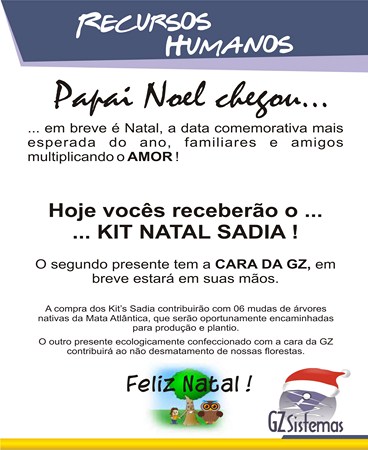 RECURSOS
HUMANOS
Papai Noel chegou...
... em breve é Natal, a data comemorativa mais
esperada do ano, familiares e amigos
multiplicando o AMOR !
Hoje vocês receberão o ...
... KIT NATAL SADIA !
O segundo presente tem a CARA DA GZ, em
breve estará em suas mãos.
A compra dos Kit's Sadia contribuirão com 06 mudas de árvores
nativas da Mata Atlântica, que serão oportunamente encaminhadas
para produção e plantio.
O outro presente ecologicamente confeccionado com a cara da GZ
contribuirá ao não desmatamento de nossas florestas.
Feliz Natal !
GZ Sistemas